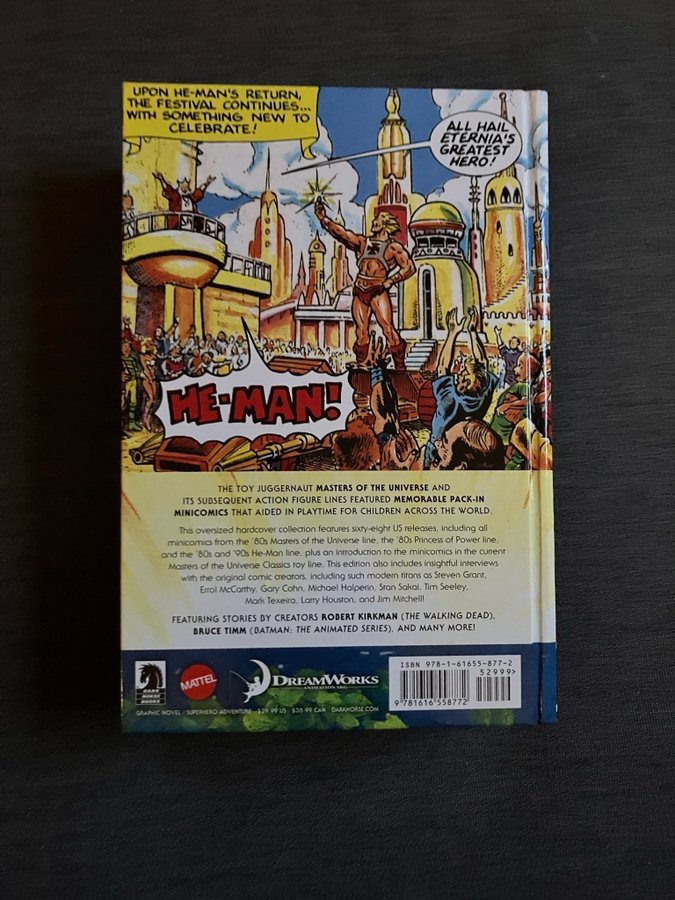 UPON HE-MAN'S RETURN,
THE FESTIVAL CONTINUES...
WITH SOMETHING NEW TO
CELEBRATE!
ALL HAIL
ETERNIA'S
GREATEST
HERO!
HE-MAN!
THE TOY JUGGERNAUT MASTERS OF THE UNIVERSE AND
ITS SUBSEQUENT ACTION FIGURE LINES FEATURED MEMORABLE PACK-IN
MINICOMICS THAT AIDED IN PLAYTIME FOR CHILDREN ACROSS THE WORLD.
This oversized hardcover collection features sixty-eight US releases, including all
minicomics from the '80s Masters of the Universe line, the '80s Princess of Power line,
and the '80s and '90s He-Man line, plus an introduction to the minicomics in the current
Masters of the Universe Classics toy line. This edition also includes insightful interviews
with the original comic creators, including such modern titans as Steven Grant,
Errol McCarthy, Gary Cohn, Michael Halperin, Stan Sakai, Tim Seeley,
Mark Texeira, Larry Houston, and Jim Mitchell!
FEATURING STORIES BY CREATORS ROBERT KIRKMAN (THE WALKING DEAD),
BRUCE TIMM (BATMAN: THE ANIMATED SERIES), AND MANY MORE!
DARK
HORSE
BOOKS
MATTEL
DREAMWORKS
ANIMATION SKG
ISBN 978-1-61655-877-2
52999>
9 781616 558772
GRAPHIC NOVEL / SUPERHERO ADVENTURE $29.99 US $38.99 CAN DARKHORSE.COM